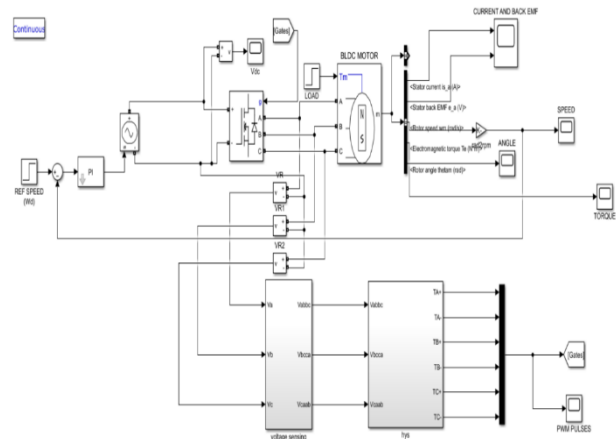 CURRENT AND BACK EMF
Continuous
[Gates]
Vdc
BLDC MOTOR
LOAD
Tm
g
A
B
C
A
B
C
N
S
m
<Stator current is_a (A)>
<Stator back EMF e_a (V)>
<Rotor speed wm (rad/s)>
<Electromagnetic torque Te (N*m)>
<Rotor angle thetam (rad)>
rad2rpm
SPEED
ANGLE
TORQUE
REF SPEED
(Wd)
PI
VR
VR1
VR2
Va
Vb
Vc
Vabbc
Vbcca
Vcaab
voltage sensing
Vabbc
Vbcca
Vcaab
hys
TA+
TA-
TB+
TB-
TC+
TC-
[Gates]
PWM PULSES